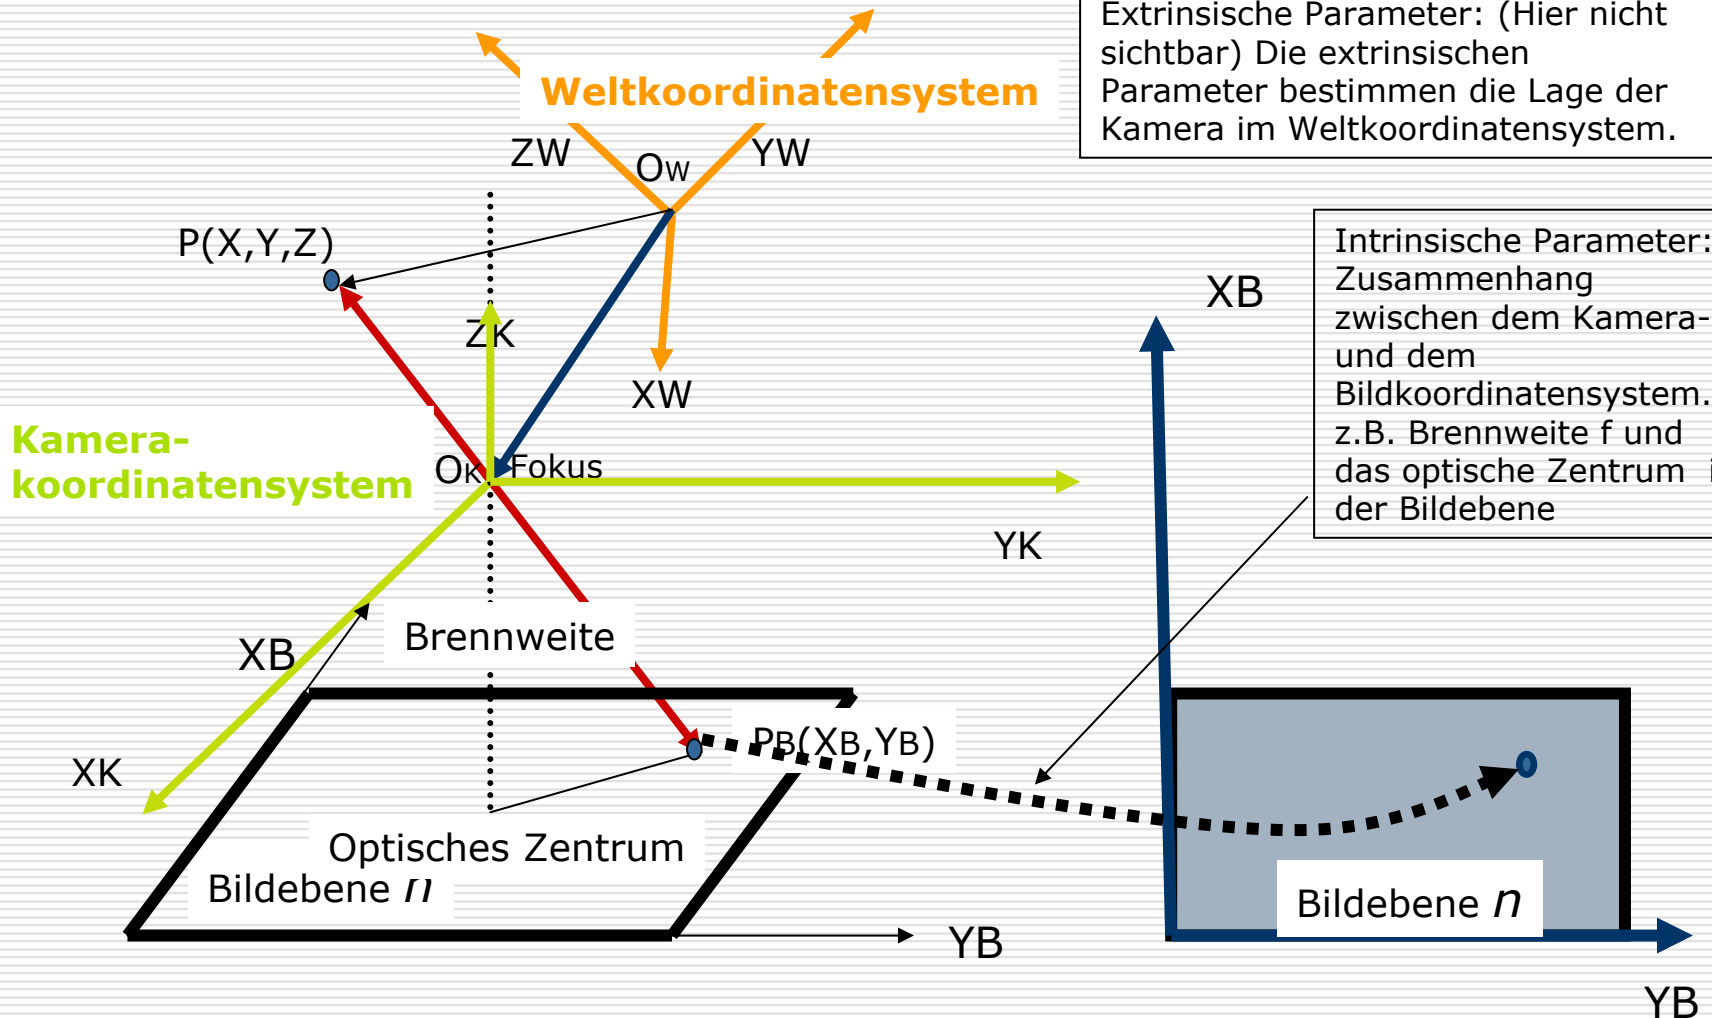 Extrinsische Parameter: (Hier nicht
sichtbar) Die extrinsischen
Parameter bestimmen die Lage der
Kamera im Weltkoordinatensystem.
Weltkoordinatensystem
ZW
OW
YW
P(X,Y,Z)
Intrinsische Parameter:
Zusammenhang
zwischen dem Kamera-
und dem
Bildkoordinatensystem.
z.B. Brennweite f und
das optische Zentrum i
der Bildebene
XB
ZK
XW
Kamera-
koordinatensystem
OK
Fokus
YK
Brennweite
XB
PB(XB,YB)
XK
Optisches Zentrum
Bildebene n
Bildebene n
YB
YB